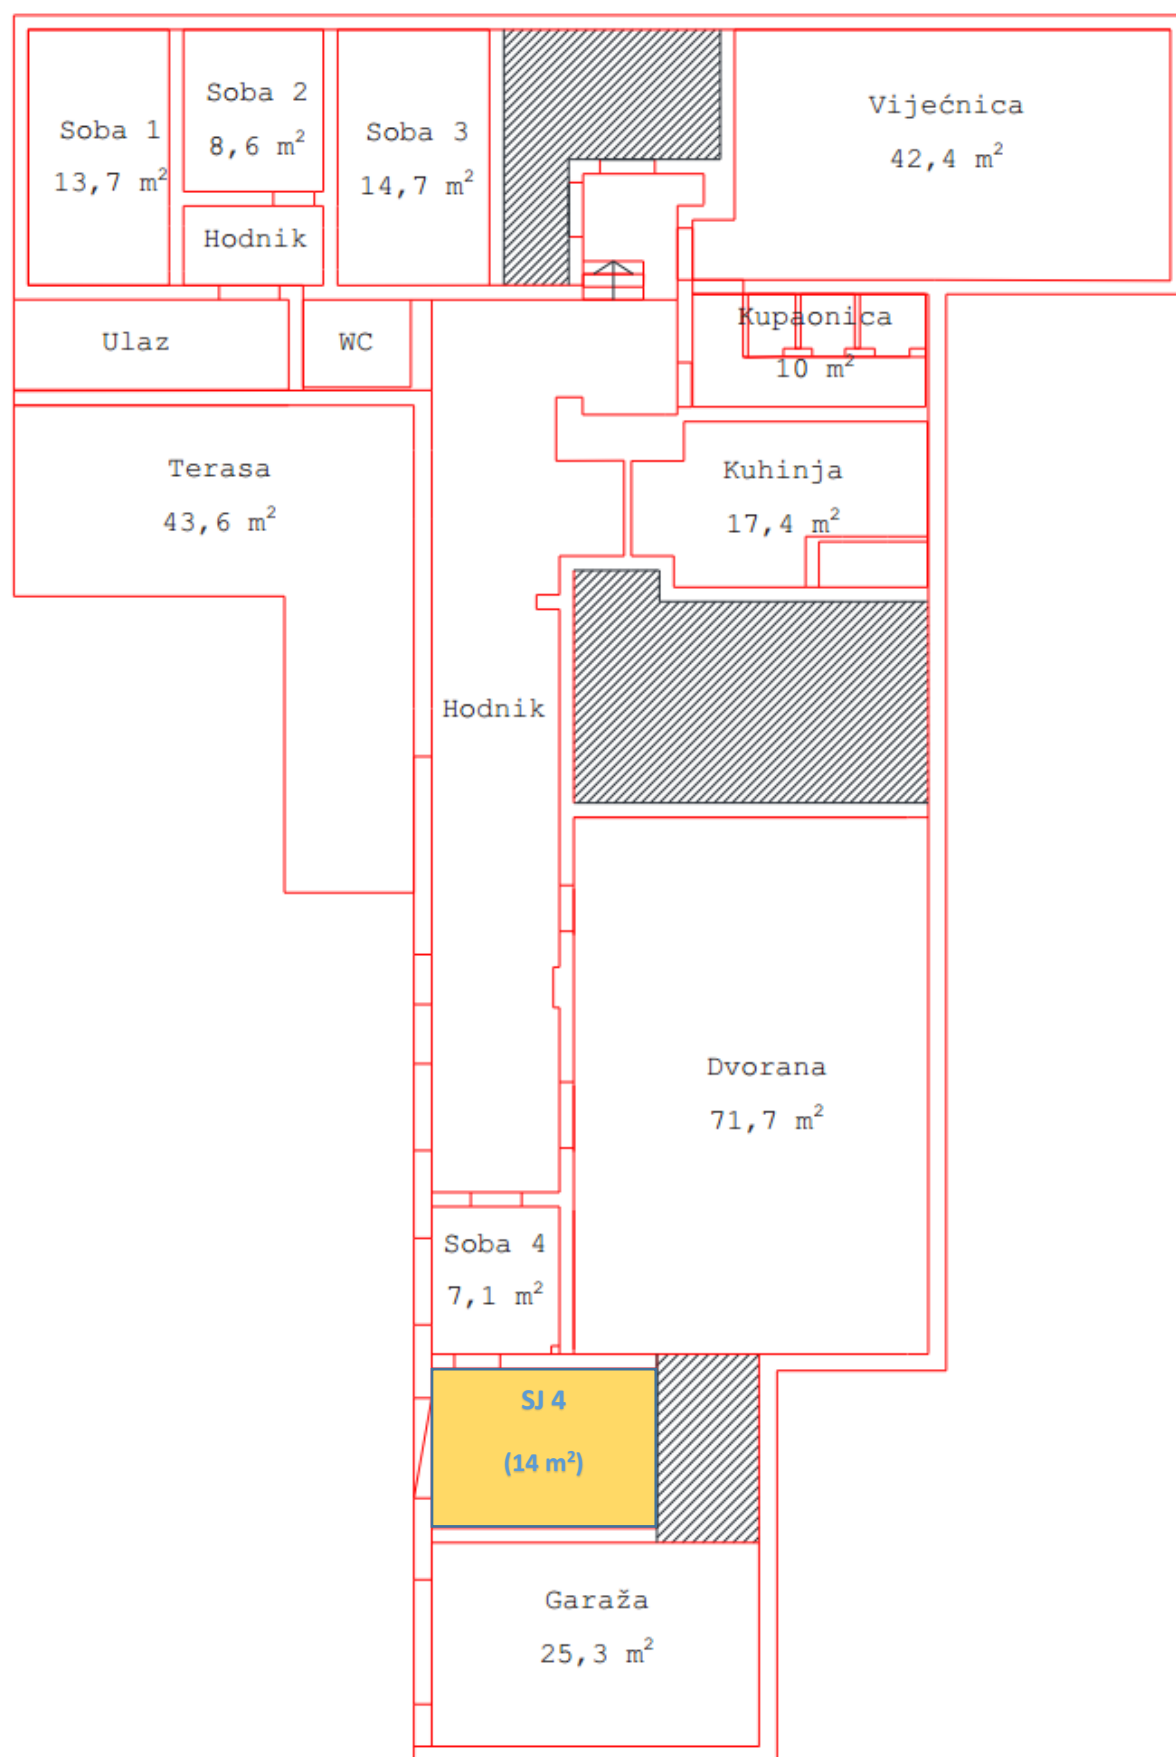 Soba 1
13,7 m²
Soba 2
8,6 m²
Hodnik
Soba 3
14,7 m²
Vijećnica
42,4 m²
Ulaz
WC
Kupaonica
10 m²
Terasa
43,6 m²
Kuhinja
17,4 m²
Hodnik
Dvorana
71,7 m²
Soba 4
7,1 m²
SJ 4
(14 m²)
Garaža
25,3 m²